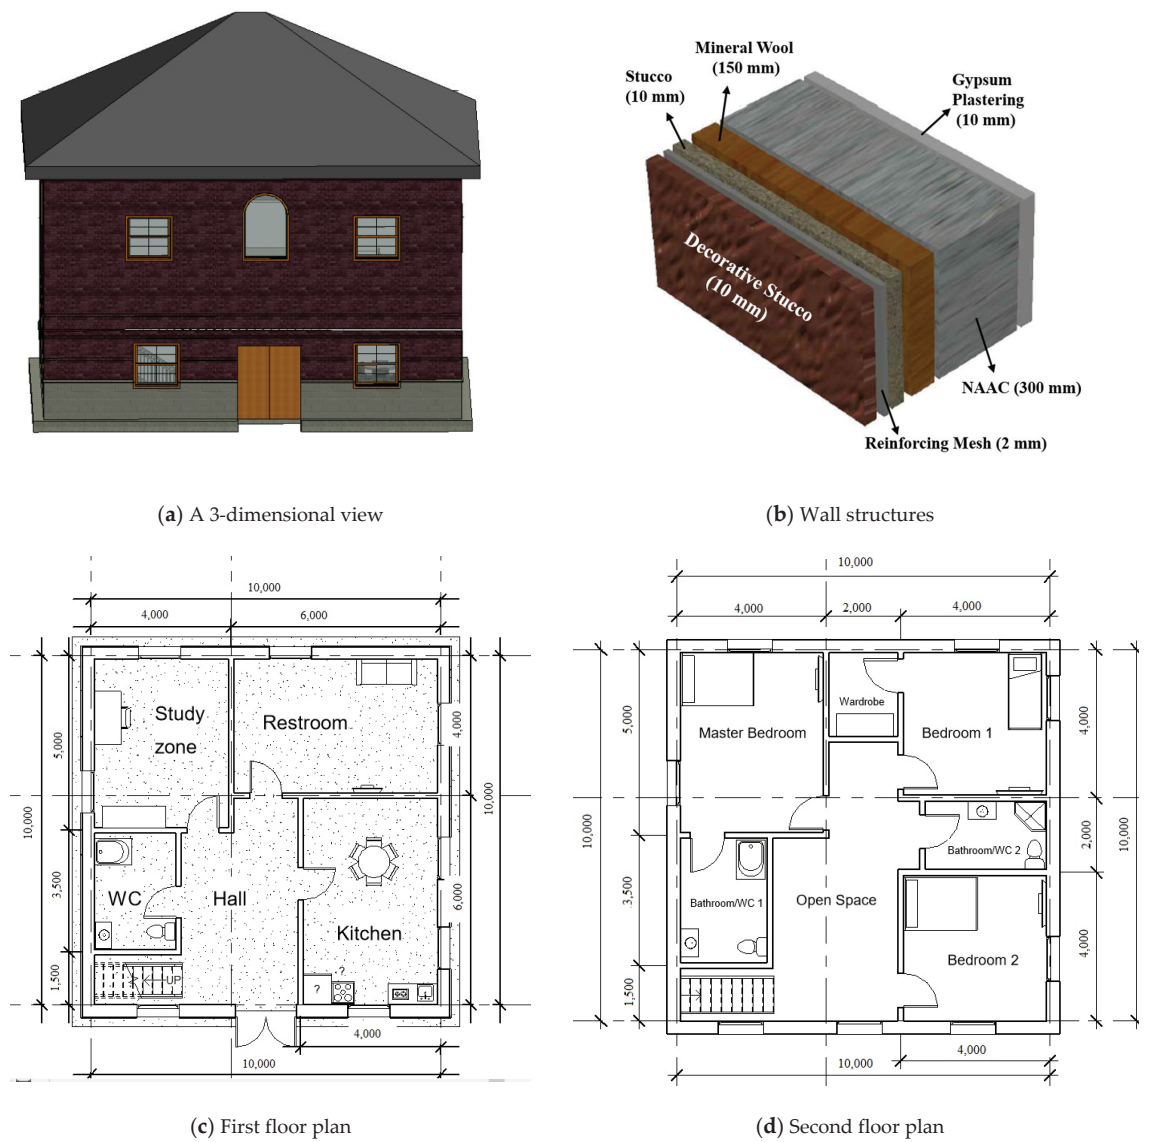 Mineral Wool
(150 mm)
Stucco
(10 mm)
Gypsum
Plastering
(10 mm)
Decorative Stucco
(10 mm)
NAAC (300 mm)
Reinforcing Mesh (2 mm)
(a) A 3-dimensional view
(b) Wall structures
10,000
4,000
6,000
5,000
3,500
1,500
10,000
4,000
6,000
10,000
Study
zone
Restroom
WC
Hall
Kitchen
UP
?
?
4,000
10,000
10,000
4,000
2,000
4,000
10,000
5,000
3,500
1,500
4,000
2,000
4,000
10,000
Master Bedroom
Wardrobe
Bedroom 1
Bathroom/WC 2
Bathroom/WC 1
Open Space
Bedroom 2
4,000
10,000
(c) First floor plan
(d) Second floor plan